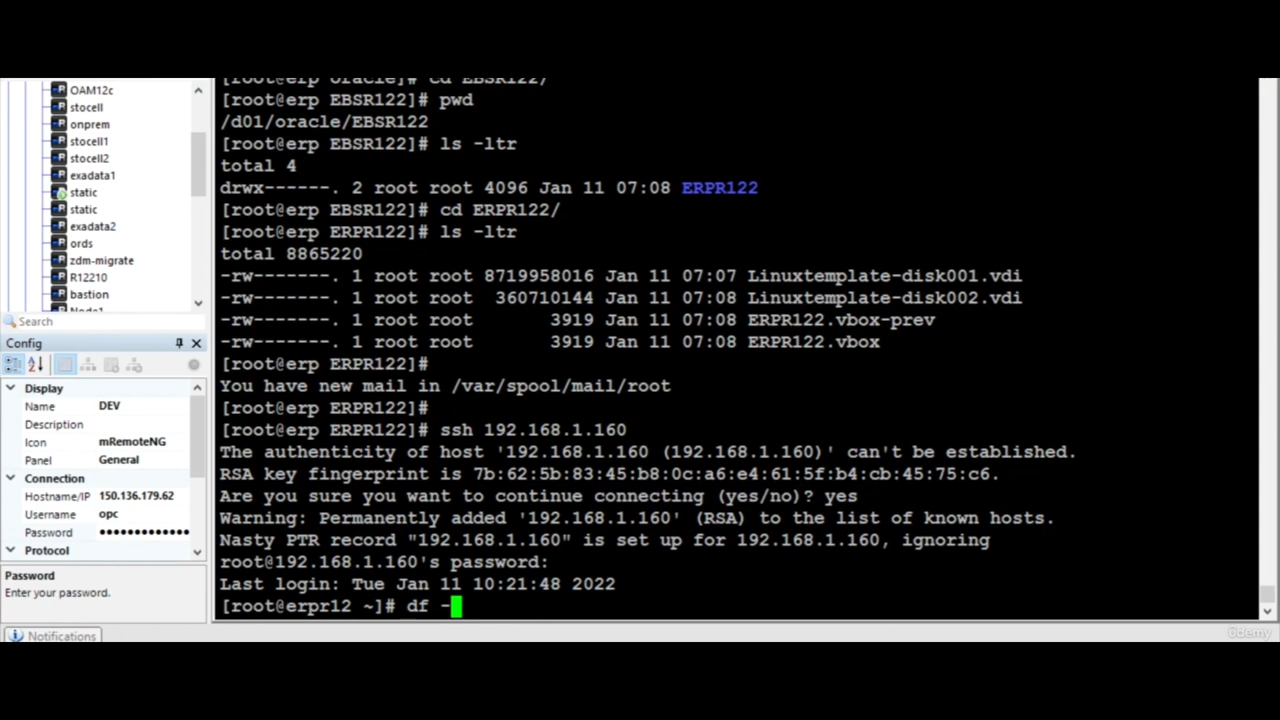 OAM12c
stocell
onprem
stocell1
stocell2
exadata1
static
static
exadata2
ords
zdm-migrate
R12210
bastion
Node1
Search
Config
Display
Name DEV
Description
Icon mRemoteNG
Panel General
Connection
Hostname/IP 150.136.179.62
Username opc
Password ●●●●●●●●●●●●●●
Protocol
Password
Enter your password.
Notifications
[root@erp oracle]# cd EBSR122/
[root@erp EBSR122]# pwd
/d01/oracle/EBSR122
[root@erp EBSR122]# ls -ltr
total 4
drwx------. 2 root root 4096 Jan 11 07:08 ERPR122
[root@erp EBSR122]# cd ERPR122/
[root@erp ERPR122]# ls -ltr
total 8865220
-rw-------. 1 root root 8719958016 Jan 11 07:07 Linuxtemplate-disk001.vdi
-rw-------. 1 root root 360710144 Jan 11 07:08 Linuxtemplate-disk002.vdi
-rw-------. 1 root root 3919 Jan 11 07:08 ERPR122.vbox-prev
-rw-------. 1 root root 3919 Jan 11 07:08 ERPR122.vbox
[root@erp ERPR122]#
You have new mail in /var/spool/mail/root
[root@erp ERPR122]#
[root@erp ERPR122]# ssh 192.168.1.160
The authenticity of host '192.168.1.160 (192.168.1.160)' can't be established.
RSA key fingerprint is 7b:62:5b:83:45:b8:0c:a6:e4:61:5f:b4:cb:45:75:c6.
Are you sure you want to continue connecting (yes/no)? yes
Warning: Permanently added '192.168.1.160' (RSA) to the list of known hosts.
Nasty PTR record "192.168.1.160" is set up for 192.168.1.160, ignoring
root@192.168.1.160's password:
Last login: Tue Jan 11 10:21:48 2022
[root@erpr12 ~]# df -
ûdemy